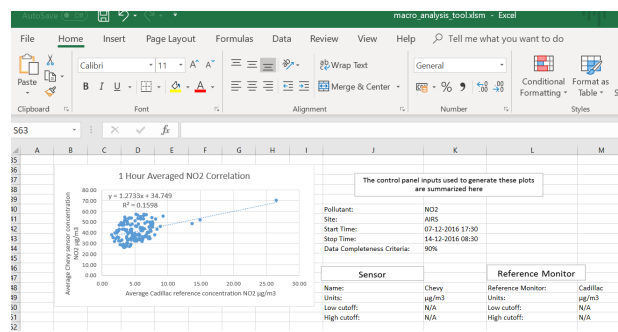 AutoSave Off
macro_analysis_tool.xlsm - Excel
File Home Insert Page Layout Formulas Data Review View Help Tell me what you want to do
Paste
Calibri 11 A^ A˅
B I U A
Wrap Text
Merge & Center
General
% 9
Conditional Formatting
Format as Table
Clipboard Font Alignment Number Styles
S63 fx
A B C D E F G H I J K L M
35
36
37
38
39
40
41
42
43
44
45
46
47
48
49
50
51
52
1 Hour Averaged NO2 Correlation
y = 1.2733x + 34.749
R² = 0.1598
Average Chevy sensor concentration
NO2 µg/m3
80.00
70.00
60.00
50.00
40.00
30.00
20.00
10.00
0.00
0.00 5.00 10.00 15.00 20.00 25.00 30.00
Average Cadillac reference concentration NO2 µg/m3
The control panel inputs used to generate these plots
are summarized here
Pollutant: NO2
Site: AIRS
Start Time: 07-12-2016 17:30
Stop Time: 14-12-2016 08:30
Data Completeness Criteria: 90%
Sensor Reference Monitor
Name: Chevy Reference Monitor: Cadillac
Units: µg/m3 Units: µg/m3
Low cutoff: N/A Low cutoff: N/A
High cutoff: N/A High cutoff: N/A